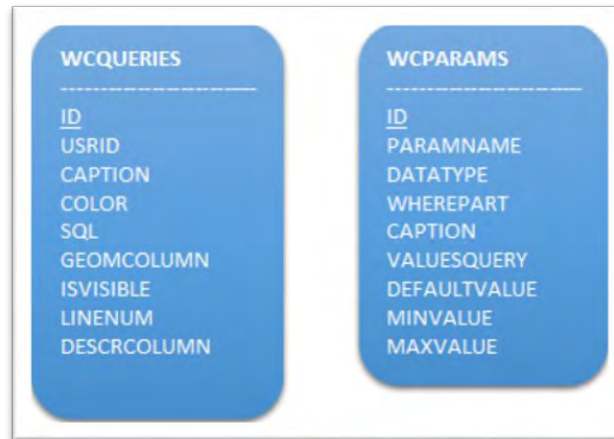 WCQUERIES
----------------------------
ID
USRID
CAPTION
COLOR
SQL
GEOMCOLUMN
ISVISIBLE
LINENUM
DESCRCOLUMN
WCPARAMS
----------------------------
ID
PARAMNAME
DATATYPE
WHEREPART
CAPTION
VALUESQUERY
DEFAULTVALUE
MINVALUE
MAXVALUE